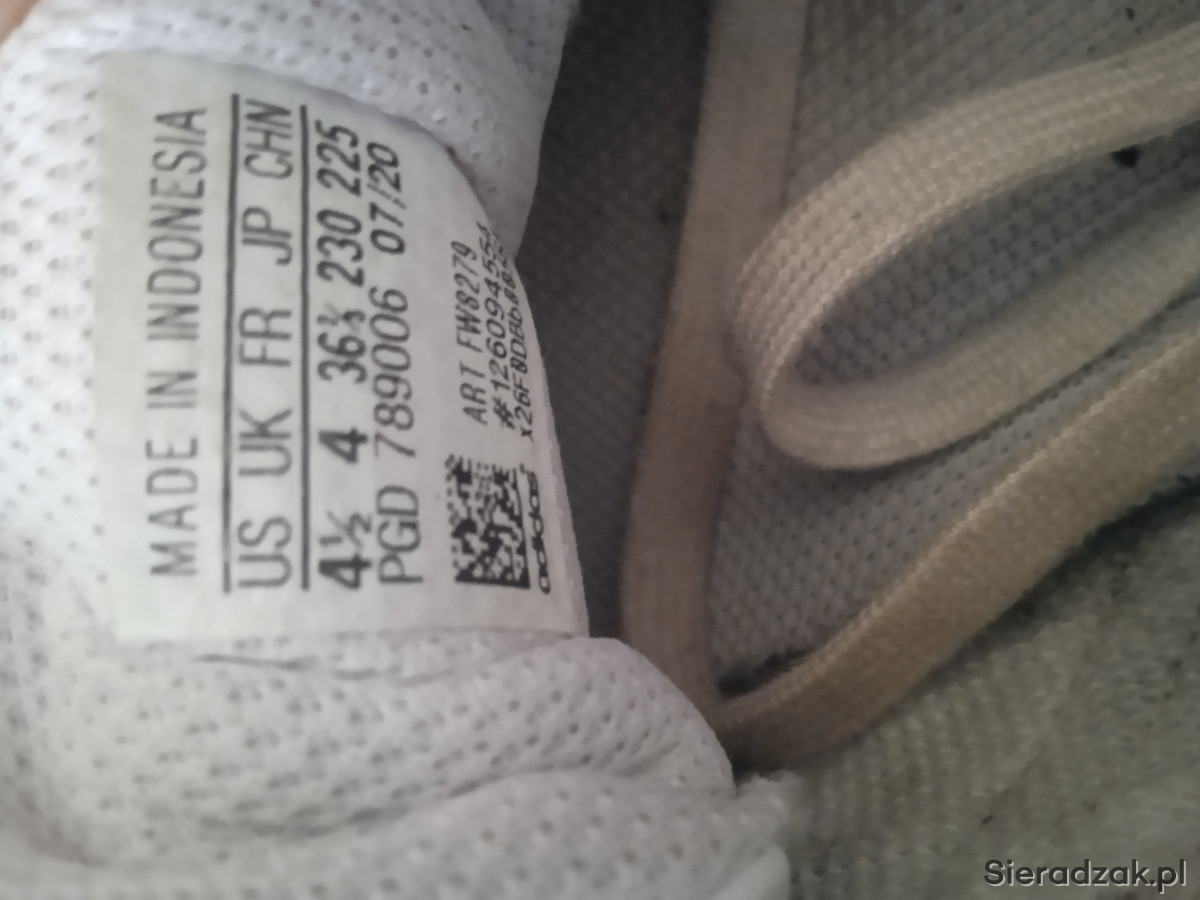 MADE IN INDONESIA
US UK FR JP CHN
4½ 4 36⅔ 230 225
PGD 789006 07/20
ART FW8279
adidas
Sieradzak.pl